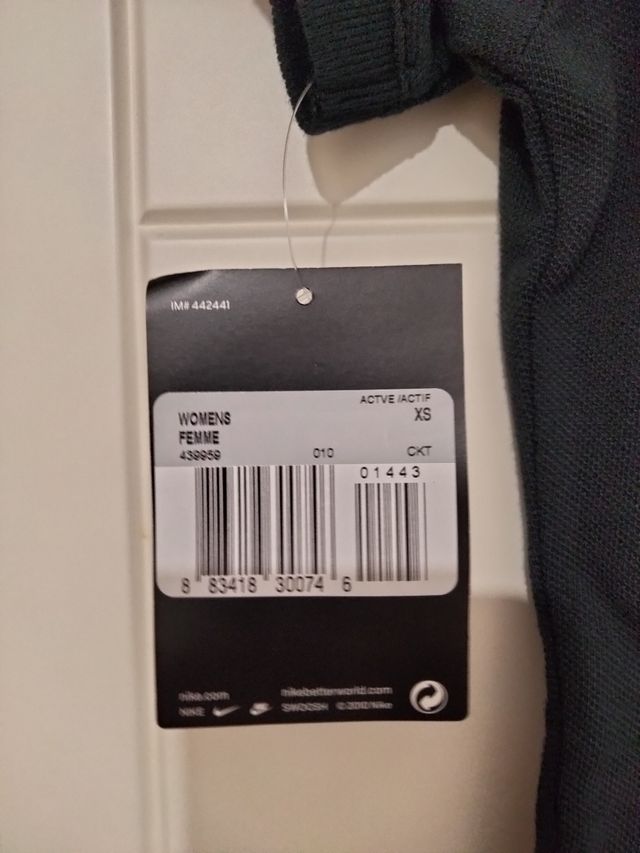 IM# 442441
ACTVE /ACTIF
WOMENS XS
FEMME
439959 010 CKT
01443
8 83418 30074 6
nike.com nikebetterworld.com
NIKE SWOOSH © 2012 Nike